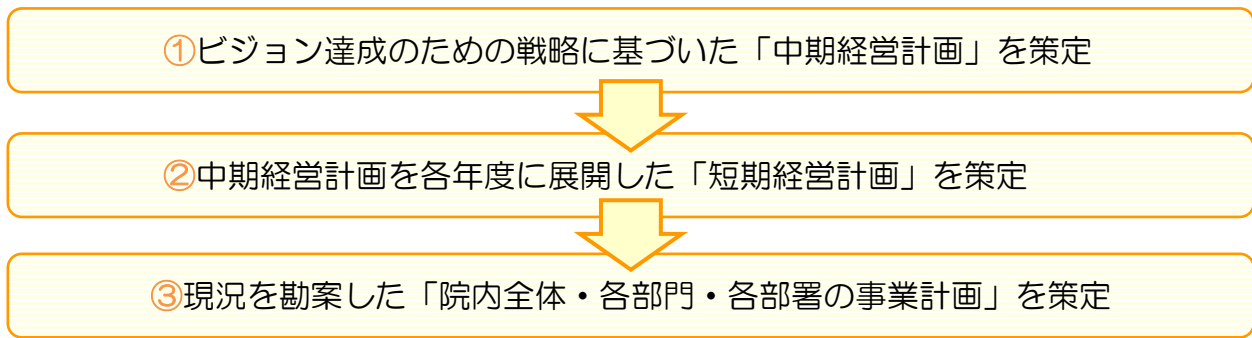 ①ビジョン達成のための戦略に基づいた「中期経営計画」を策定
②中期経営計画を各年度に展開した「短期経営計画」を策定
③現況を勘案した「院内全体・各部門・各部署の事業計画」を策定